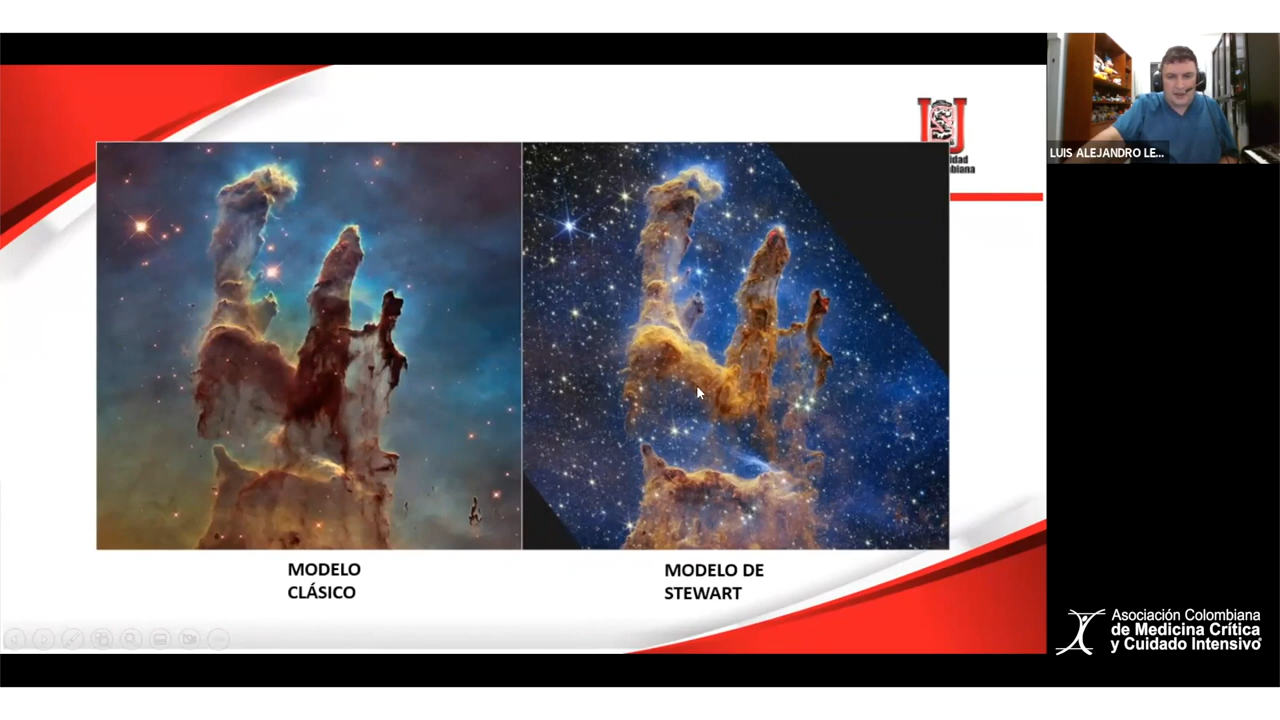 MODELO
CLÁSICO
MODELO DE
STEWART
LUIS ALEJANDRO LE...
Asociación Colombiana
de Medicina Crítica
y Cuidado Intensivo